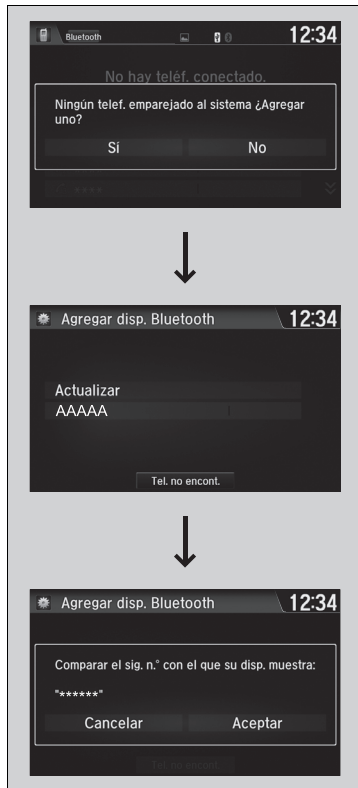 Bluetooth
12:34
No hay teléf. conectado.
Ningún telef. emparejado al sistema ¿Agregar
uno?
Sí
No
Agregar disp. Bluetooth
12:34
Actualizar
AAAAA
Tel. no encont.
Agregar disp. Bluetooth
12:34
Comparar el sig. n.° con el que su disp. muestra:
"******"
Cancelar
Aceptar
Tel. no encont.